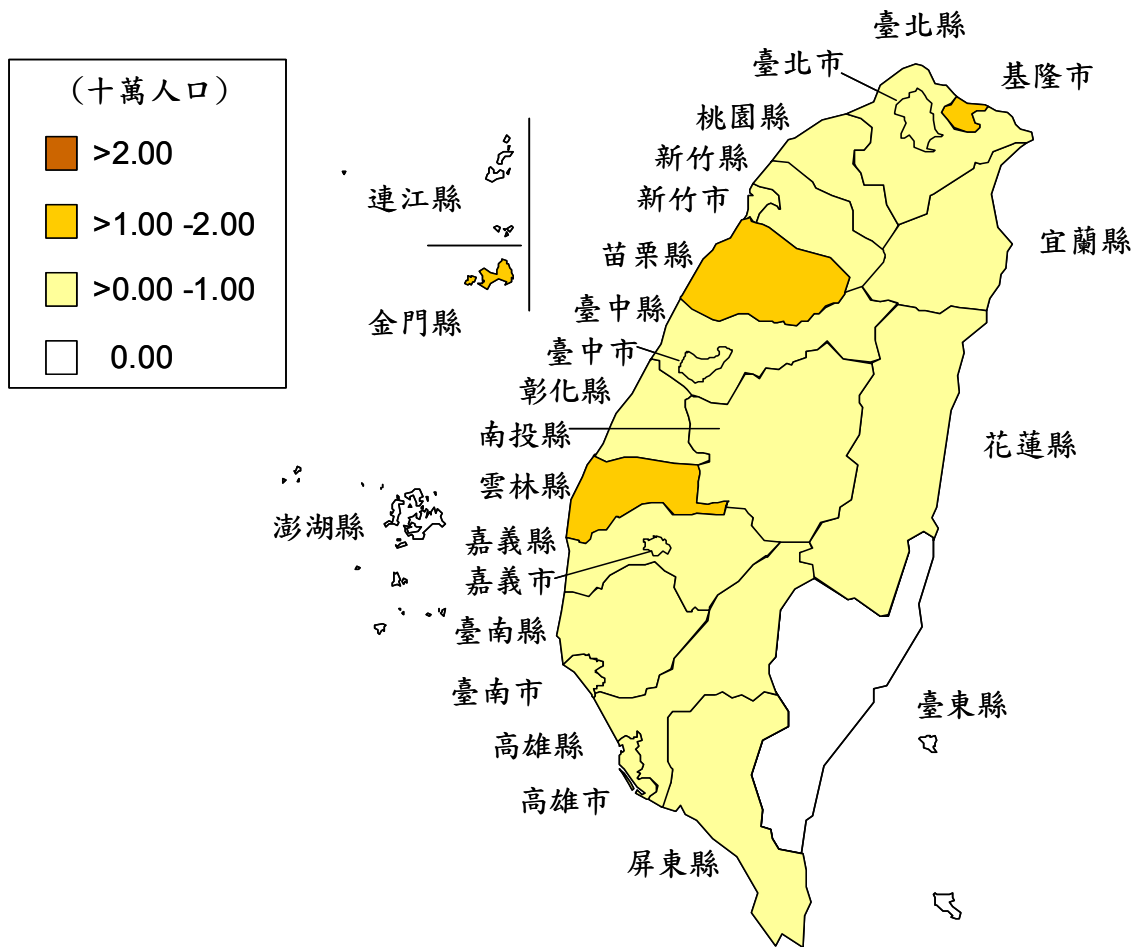 (十萬人口)
>2.00
>1.00 -2.00
>0.00 -1.00
0.00
臺北縣
臺北市
基隆市
桃園縣
新竹縣
新竹市
連江縣
苗栗縣
宜蘭縣
臺中縣
金門縣
臺中市
彰化縣
南投縣
花蓮縣
雲林縣
澎湖縣
嘉義縣
嘉義市
臺南縣
臺南市
臺東縣
高雄縣
高雄市
屏東縣